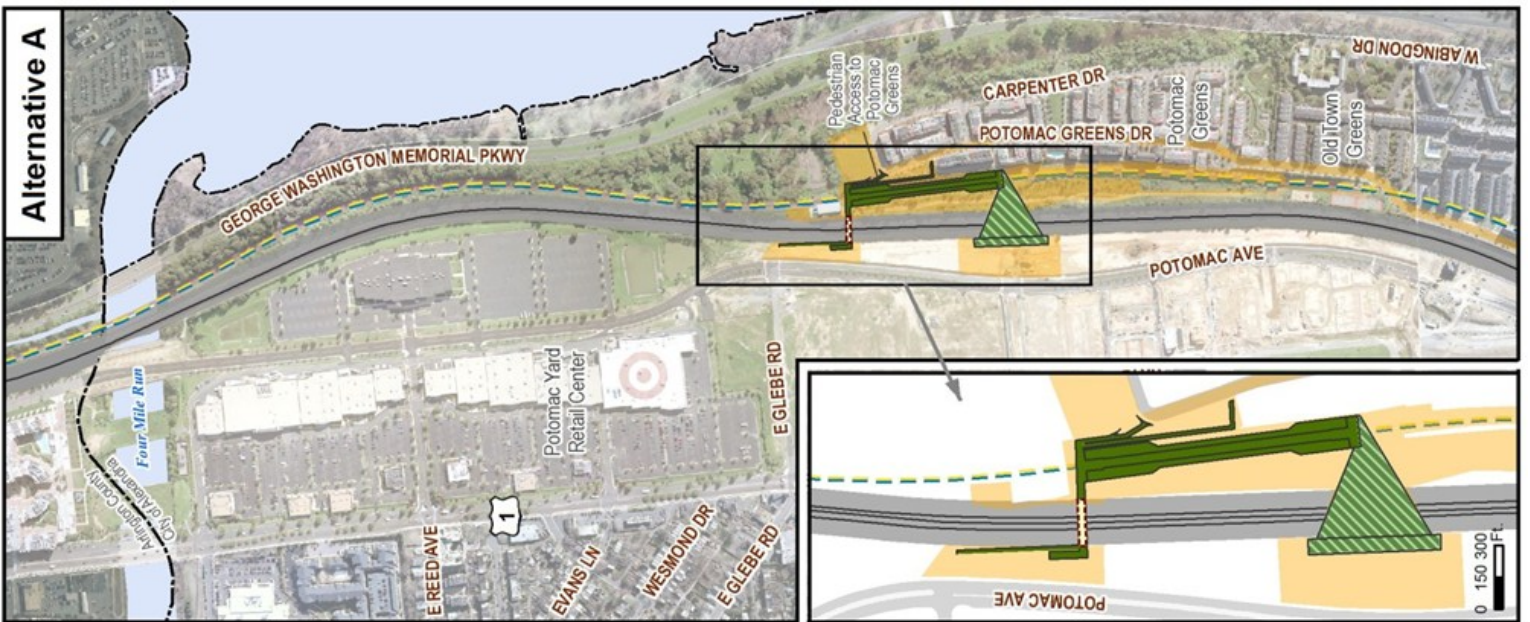 Alternative A
GEORGE WASHINGTON MEMORIAL PKWY
Four Mile Run
Arlington County
City of Alexandria
Potomac Yard
Retail Center
E REED AVE
1
EVANS LN
WESMOND DR
E GLEBE RD
E GLEBE RD
Pedestrian
Access to
Potomac
Greens
CARPENTER DR
POTOMAC GREENS DR
Potomac
Greens
Old Town
Greens
W ABINGDON DR
POTOMAC AVE
POTOMAC AVE
0 150 300
Ft.